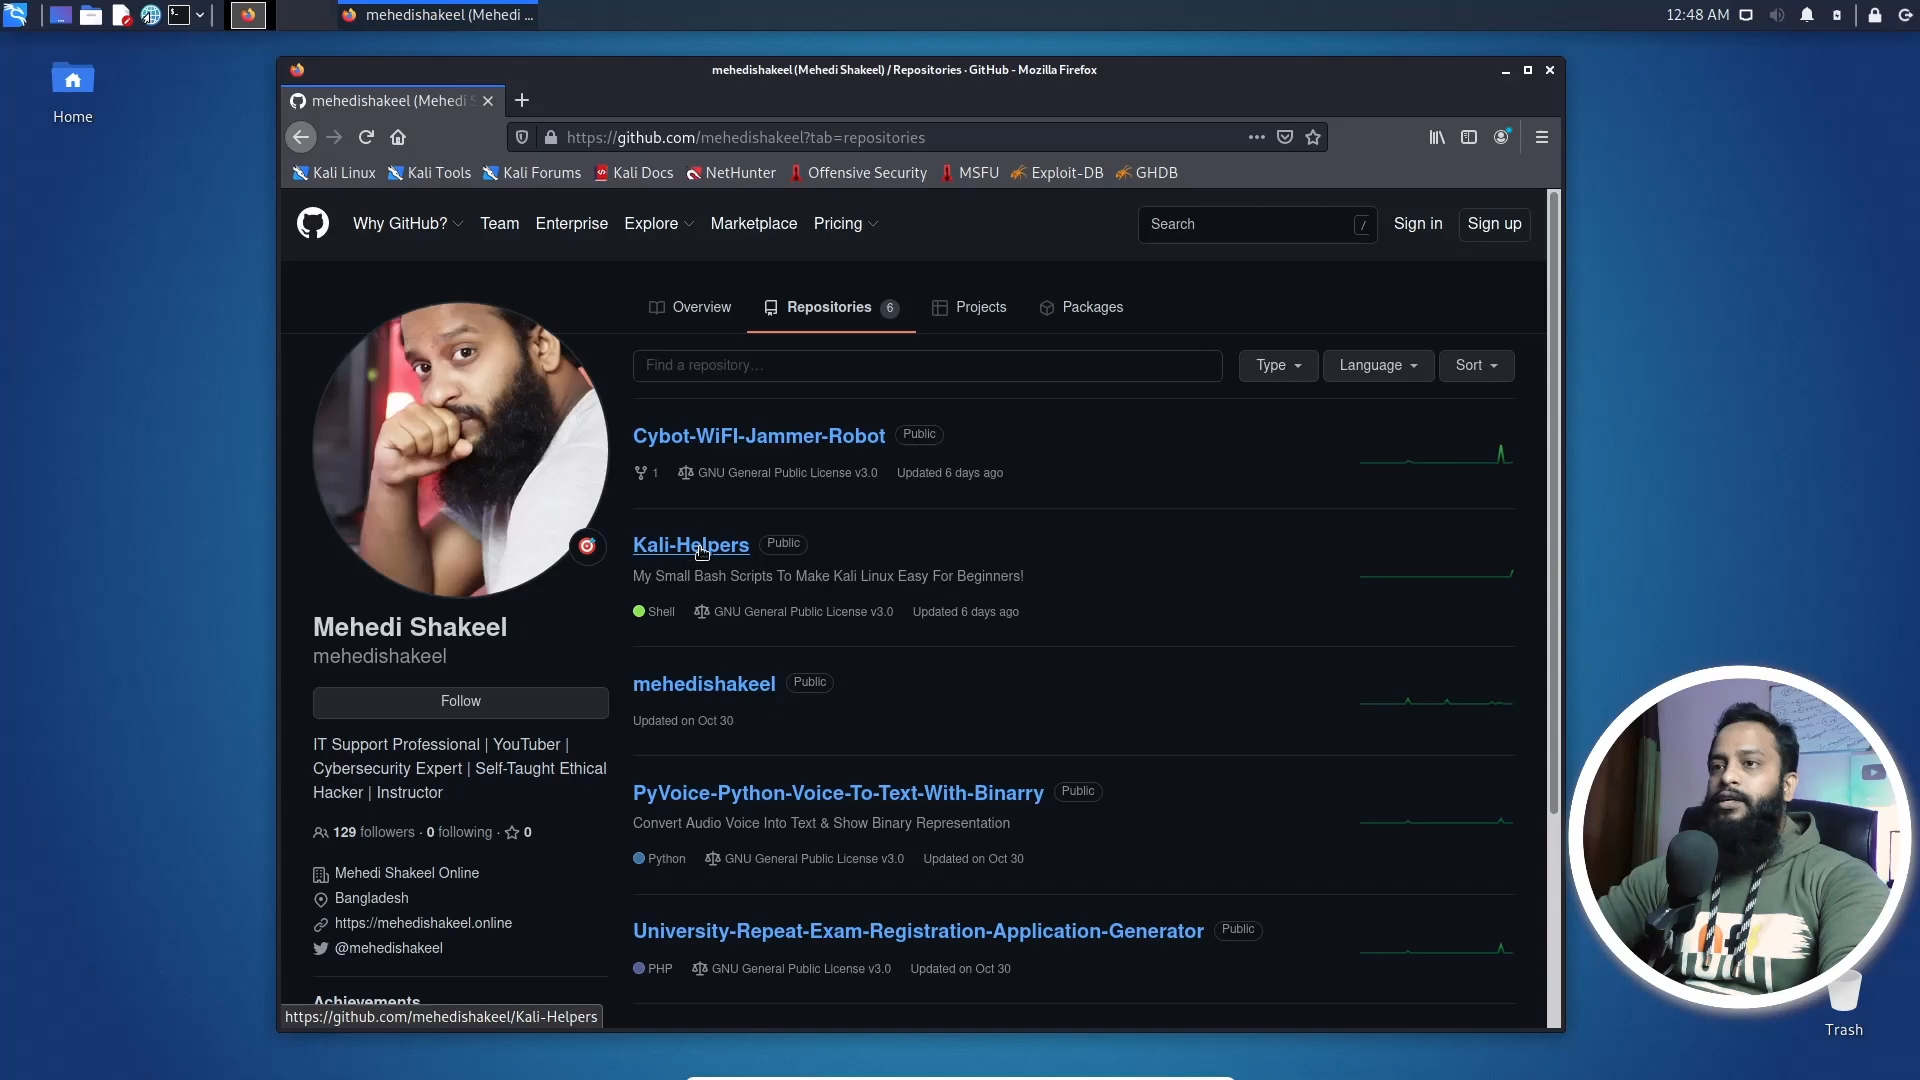 mehedishakeel (Mehedi ...
12:48 AM
Home
mehedishakeel (Mehedi Shakeel) / Repositories · GitHub - Mozilla Firefox
mehedishakeel (Mehedi S
https://github.com/mehedishakeel?tab=repositories
Kali Linux Kali Tools Kali Forums Kali Docs NetHunter Offensive Security MSFU Exploit-DB GHDB
Why GitHub? Team Enterprise Explore Marketplace Pricing Search / Sign in Sign up
Overview Repositories 6 Projects Packages
Find a repository… Type Language Sort
Cybot-WiFI-Jammer-Robot Public
1 GNU General Public License v3.0 Updated 6 days ago
Kali-Helpers Public
My Small Bash Scripts To Make Kali Linux Easy For Beginners!
Shell GNU General Public License v3.0 Updated 6 days ago
mehedishakeel Public
Updated on Oct 30
PyVoice-Python-Voice-To-Text-With-Binarry Public
Convert Audio Voice Into Text & Show Binary Representation
Python GNU General Public License v3.0 Updated on Oct 30
University-Repeat-Exam-Registration-Application-Generator Public
PHP GNU General Public License v3.0 Updated on Oct 30
Mehedi Shakeel
mehedishakeel
Follow
IT Support Professional | YouTuber |
Cybersecurity Expert | Self-Taught Ethical
Hacker | Instructor
129 followers · 0 following · 0
Mehedi Shakeel Online
Bangladesh
https://mehedishakeel.online
@mehedishakeel
Achievements
https://github.com/mehedishakeel/Kali-Helpers
Trash